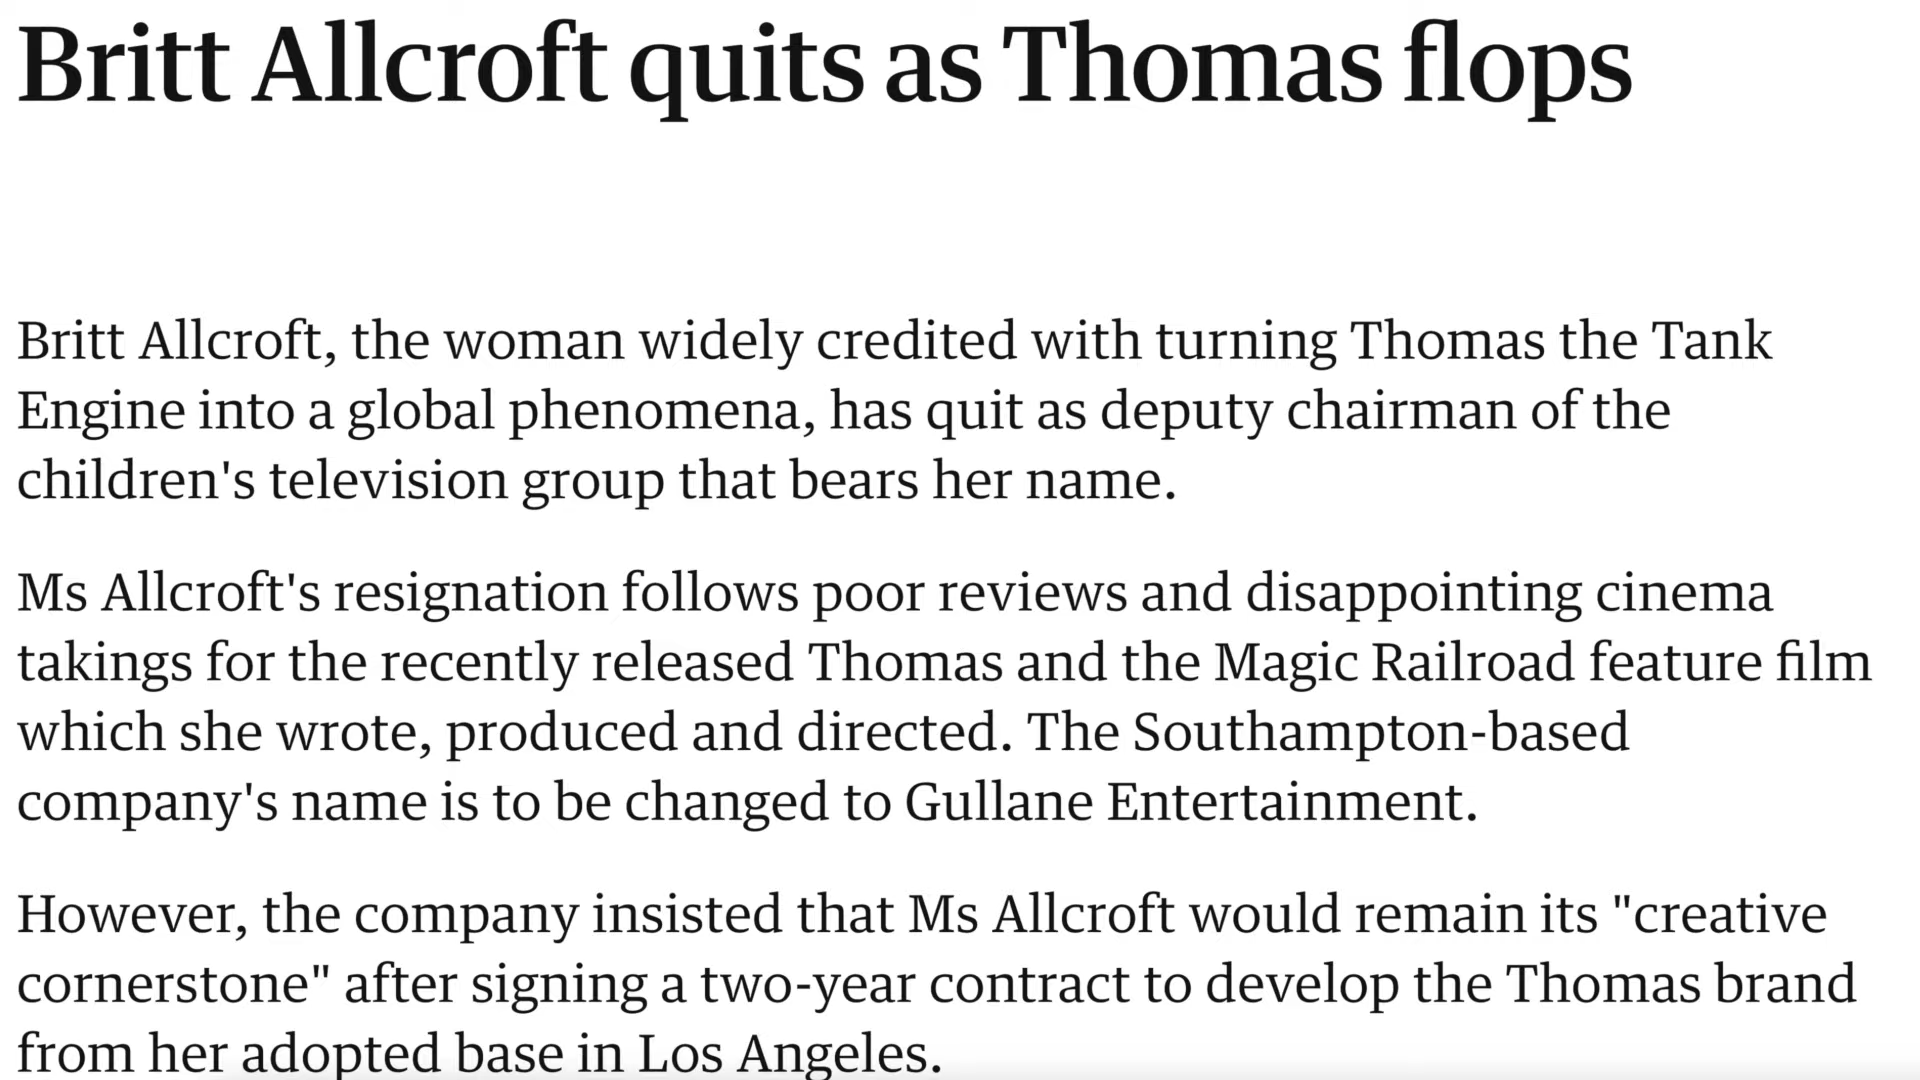 Britt Allcroft quits as Thomas flops
Britt Allcroft, the woman widely credited with turning Thomas the Tank
Engine into a global phenomena, has quit as deputy chairman of the
children's television group that bears her name.
Ms Allcroft's resignation follows poor reviews and disappointing cinema
takings for the recently released Thomas and the Magic Railroad feature film
which she wrote, produced and directed. The Southampton-based
company's name is to be changed to Gullane Entertainment.
However, the company insisted that Ms Allcroft would remain its "creative
cornerstone" after signing a two-year contract to develop the Thomas brand
from her adopted base in Los Angeles.